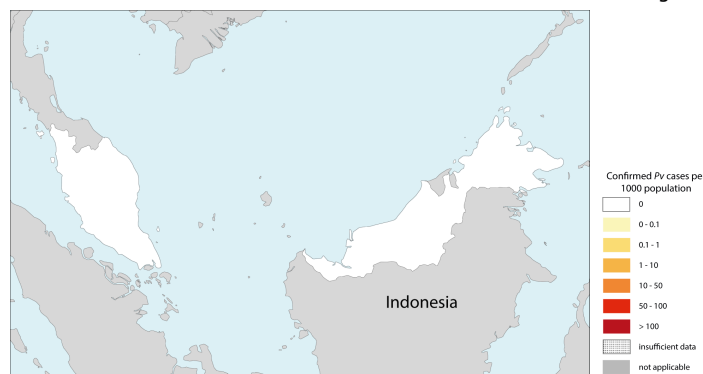 Indonesia
Confirmed Pv cases pe
1000 population
0
0 - 0.1
0.1 - 1
1 - 10
10 - 50
50 - 100
> 100
insufficient data
not applicable